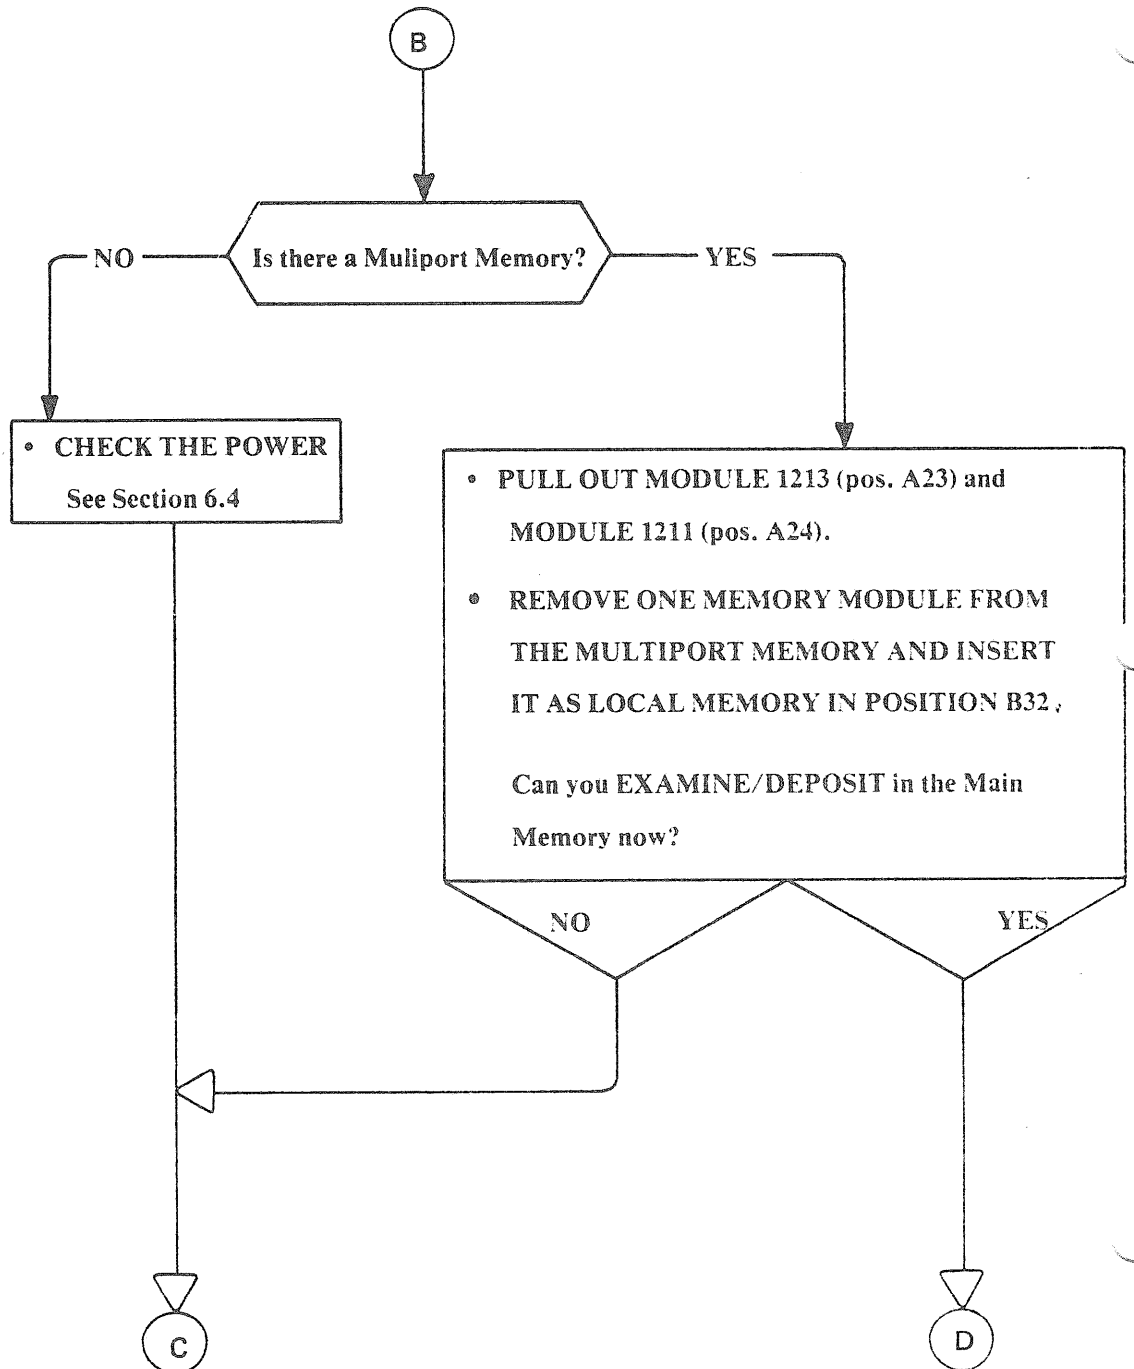 B
Is there a Muliport Memory?
NO
YES
• CHECK THE POWER
See Section 6.4
• PULL OUT MODULE 1213 (pos. A23) and
MODULE 1211 (pos. A24).
• REMOVE ONE MEMORY MODULE FROM
THE MULTIPORT MEMORY AND INSERT
IT AS LOCAL MEMORY IN POSITION B32.
Can you EXAMINE/DEPOSIT in the Main
Memory now?
NO
YES
C
D